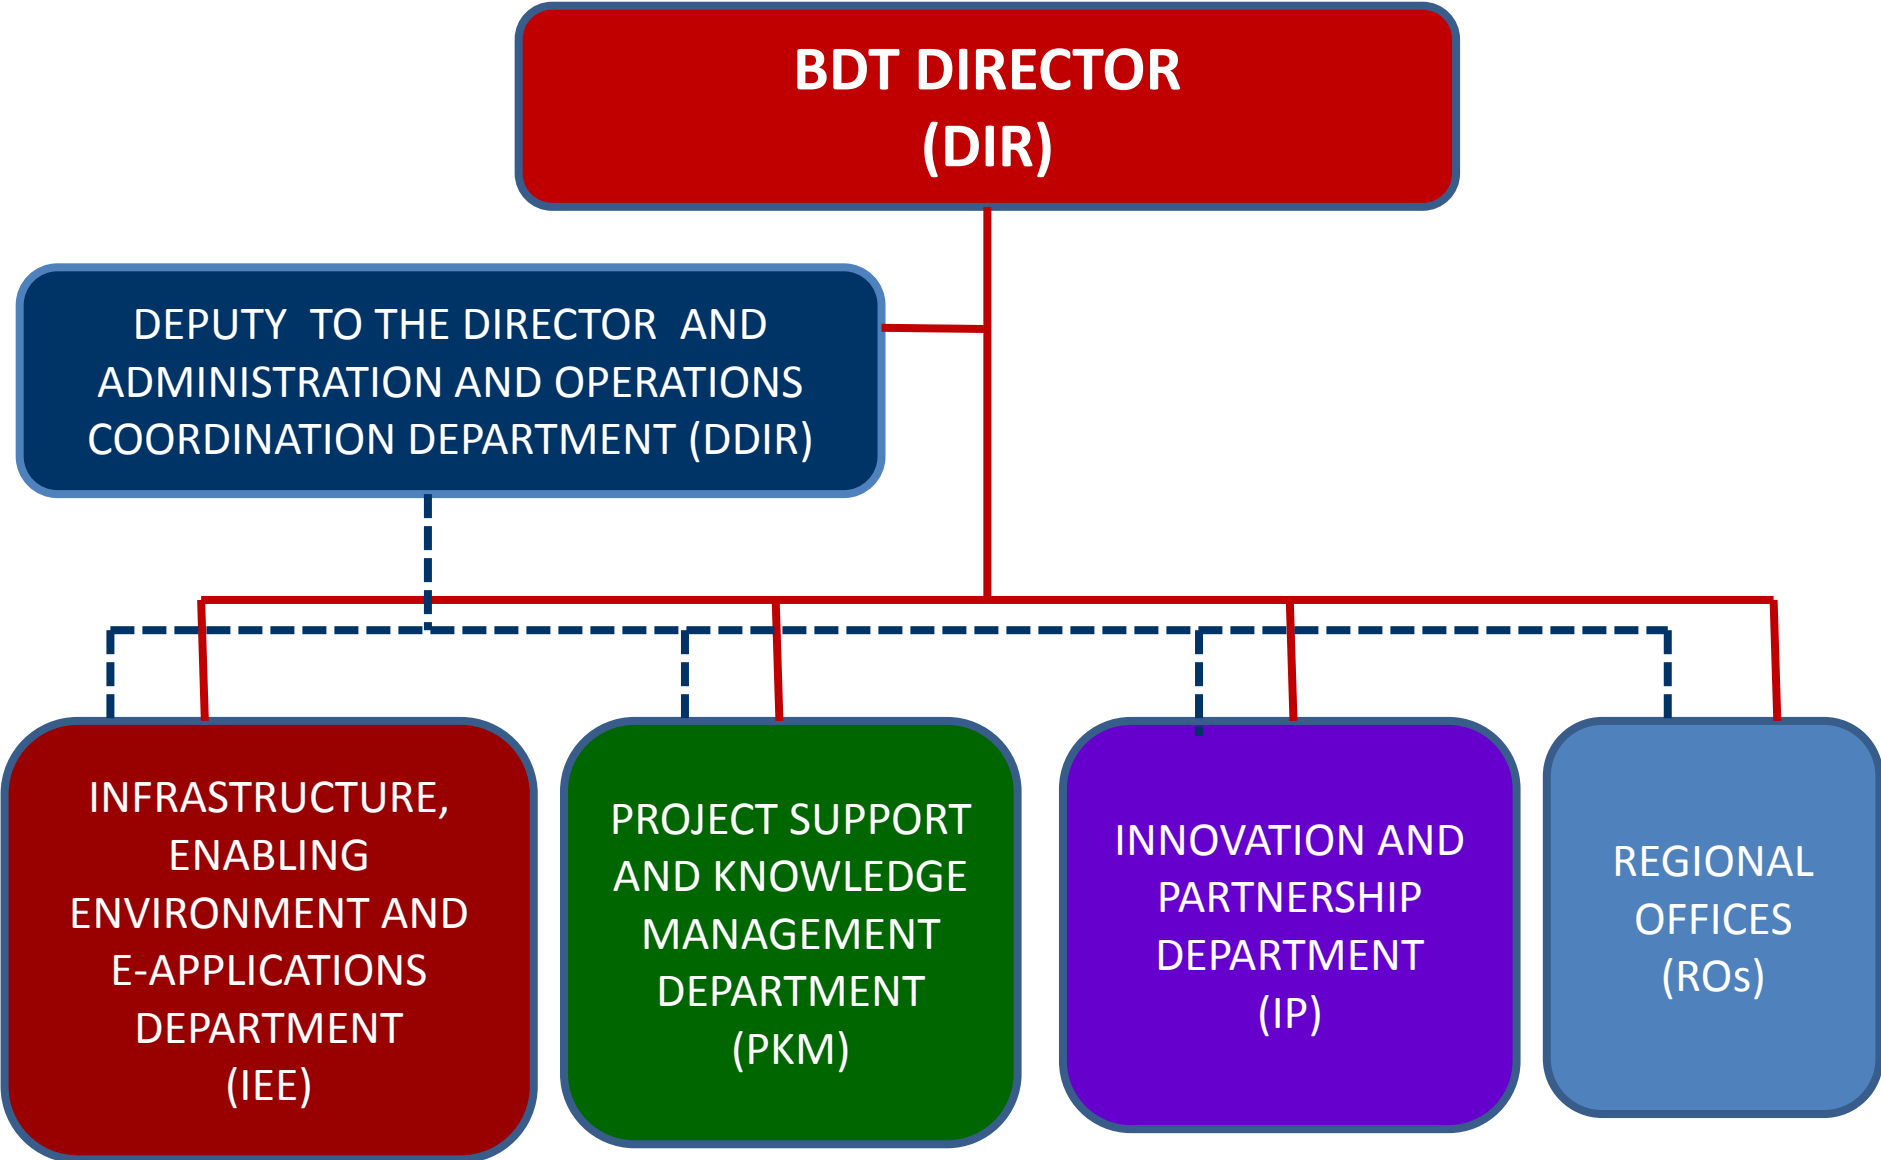 BDT DIRECTOR
(DIR)
DEPUTY TO THE DIRECTOR AND
ADMINISTRATION AND OPERATIONS
COORDINATION DEPARTMENT (DDIR)
INFRASTRUCTURE,
ENABLING
ENVIRONMENT AND
E-APPLICATIONS
DEPARTMENT
(IEE)
PROJECT SUPPORT
AND KNOWLEDGE
MANAGEMENT
DEPARTMENT
(PKM)
INNOVATION AND
PARTNERSHIP
DEPARTMENT
(IP)
REGIONAL
OFFICES
(ROs)